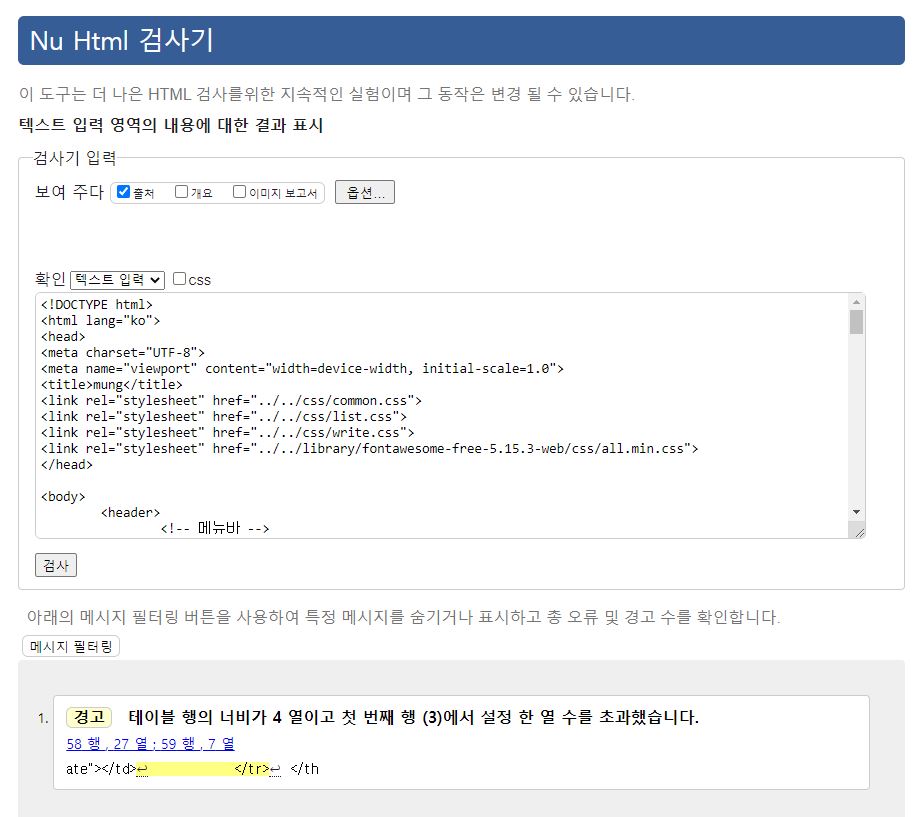 Nu Html 검사기
이 도구는 더 나은 HTML 검사를위한 지속적인 실험이며 그 동작은 변경 될 수 있습니다.
텍스트 입력 영역의 내용에 대한 결과 표시
검사기 입력
보여 주다 출처 개요 이미지 보고서 옵션...
확인 텍스트 입력 css
<!DOCTYPE html>
<html lang="ko">
<head>
<meta charset="UTF-8">
<meta name="viewport" content="width=device-width, initial-scale=1.0">
<title>mung</title>
<link rel="stylesheet" href="../../css/common.css">
<link rel="stylesheet" href="../../css/list.css">
<link rel="stylesheet" href="../../css/write.css">
<link rel="stylesheet" href="../../library/fontawesome-free-5.15.3-web/css/all.min.css">
</head>
<body>
<header>
<!-- 메뉴바 -->
검사
아래의 메시지 필터링 버튼을 사용하여 특정 메시지를 숨기거나 표시하고 총 오류 및 경고 수를 확인합니다.
메시지 필터링
1. 경고 테이블 행의 너비가 4 열이고 첫 번째 행 (3)에서 설정 한 열 수를 초과했습니다.
58 행 , 27 열 ; 59 행 , 7 열
ate"></td>↩ </tr>↩ </th